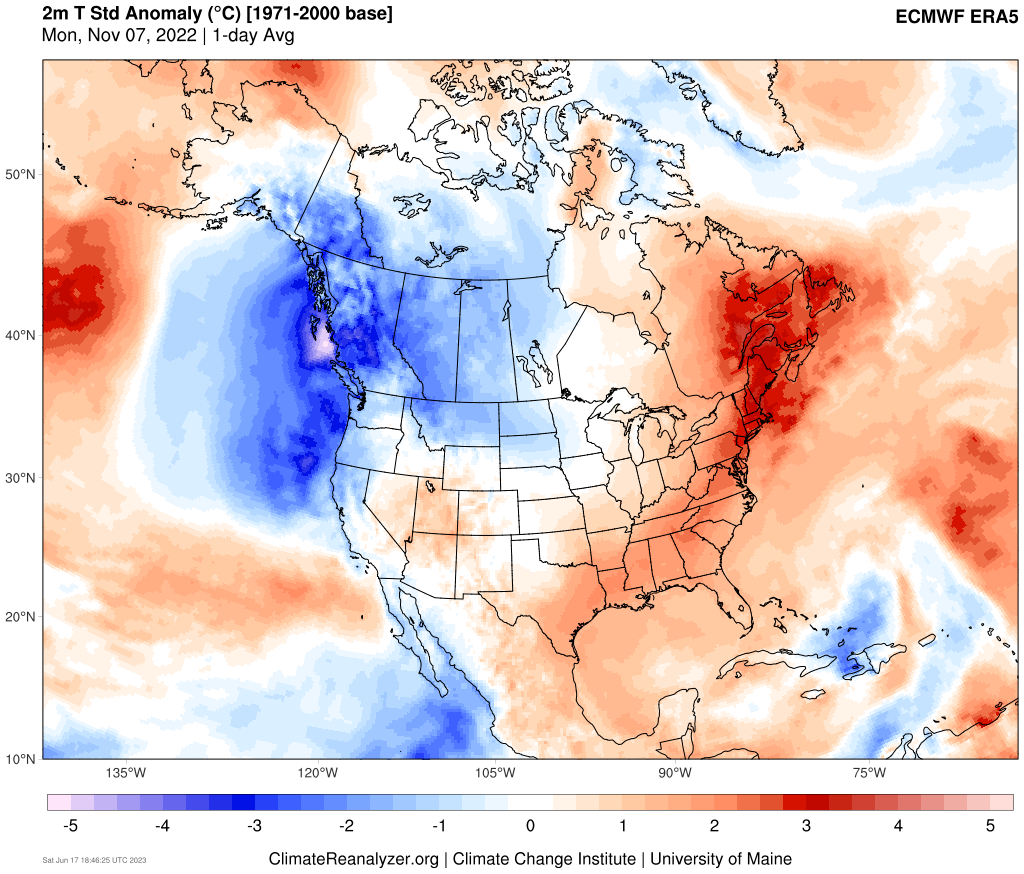 2m T Std Anomaly (°C) [1971-2000 base]
ECMWF ERA5
Mon, Nov 07, 2022 | 1-day Avg
50°N
40°N
30°N
20°N
10°N
135°W 120°W 105°W 90°W 75°W
-5 -4 -3 -2 -1 0 1 2 3 4 5
Sat Jun 17 18:46:25 UTC 2023
ClimateReanalyzer.org | Climate Change Institute | University of Maine